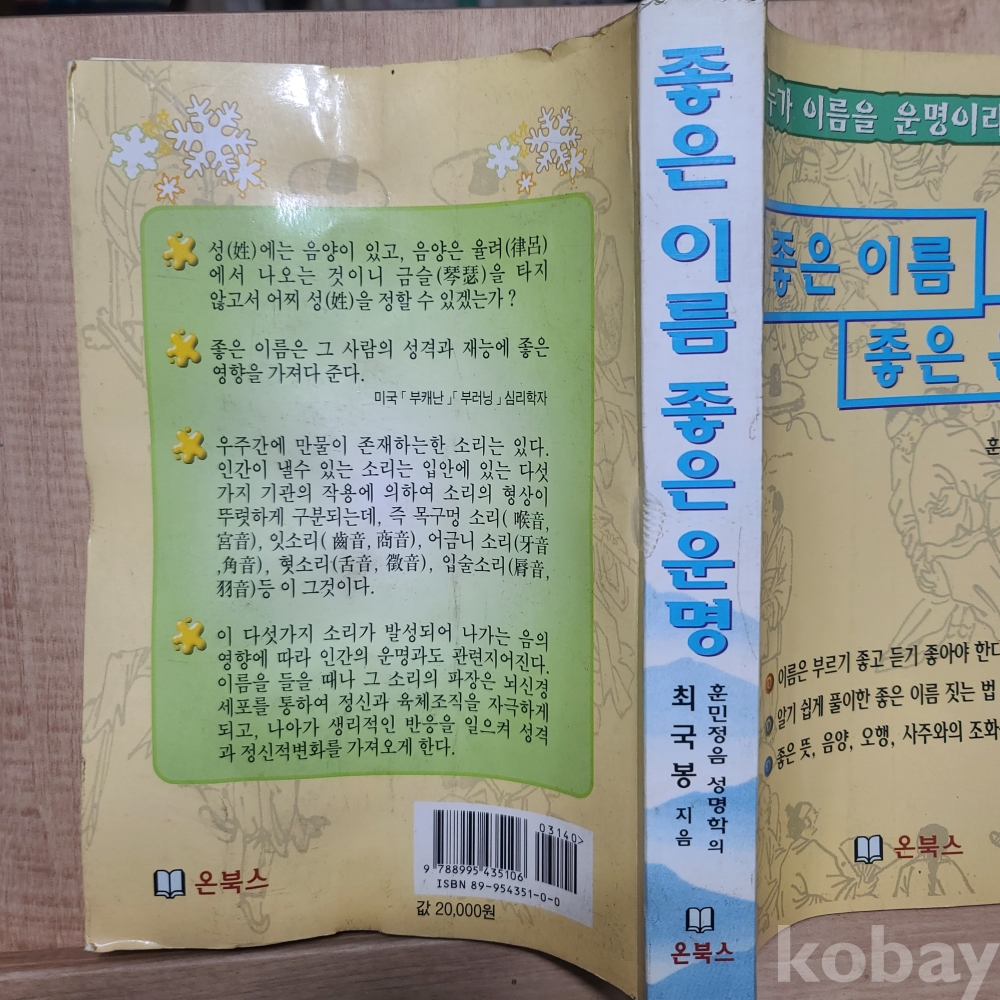 성(姓)에는 음양이 있고, 음양은 율려(律呂)
에서 나오는 것이니 금슬(琴瑟)을 타지
않고서 어찌 성(姓)을 정할 수 있겠는가?
좋은 이름은 그 사람의 성격과 재능에 좋은
영향을 가져다 준다.
미국「부캐난」「부러닝」심리학자
우주간에 만물이 존재하는한 소리는 있다.
인간이 낼수 있는 소리는 입안에 있는 다섯
가지 기관의 작용에 의하여 소리의 형상이
뚜렷하게 구분되는데, 즉 목구멍 소리( 喉音,
宮音), 잇소리( 齒音, 商音), 어금니 소리(牙音
,角音), 혓소리(舌音, 徵音), 입술소리(脣音,
羽音)등 이 그것이다.
이 다섯가지 소리가 발성되어 나가는 음의
영향에 따라 인간의 운명과도 관련지어진다.
이름을 들을 때나 그 소리의 파장은 뇌신경
세포를 통하여 정신과 육체조직을 자극하게
되고, 나아가 생리적인 반응을 일으켜 성격
과 정신적변화를 가져오게 한다.
온북스
03140>
9 788995 435106
ISBN 89-954351-0-0
값 20,000원
좋은 이름 좋은 운명
훈민정음 성명학의
최국봉 지음
온북스
누가 이름을 운명이라
좋은 이름
좋은
훈
이름은 부르기 좋고 듣기 좋아야 한다
알기 쉽게 풀이한 좋은 이름 짓는 법
좋은 뜻, 음양, 오행, 사주와의 조화
온북스
kobay